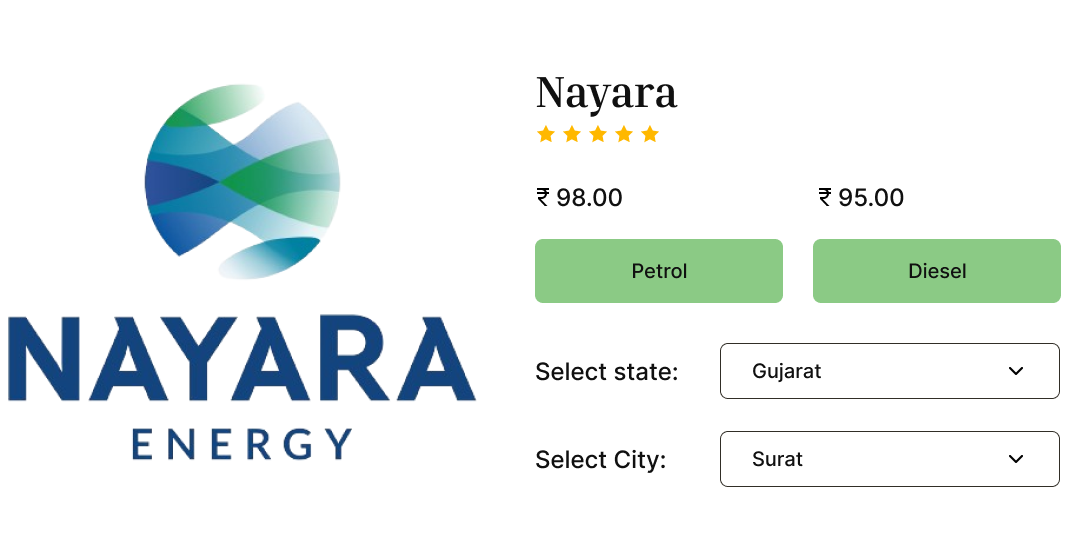 NAYARA
ENERGY
Nayara
₹ 98.00
₹ 95.00
Petrol
Diesel
Select state:
Gujarat
Select City:
Surat